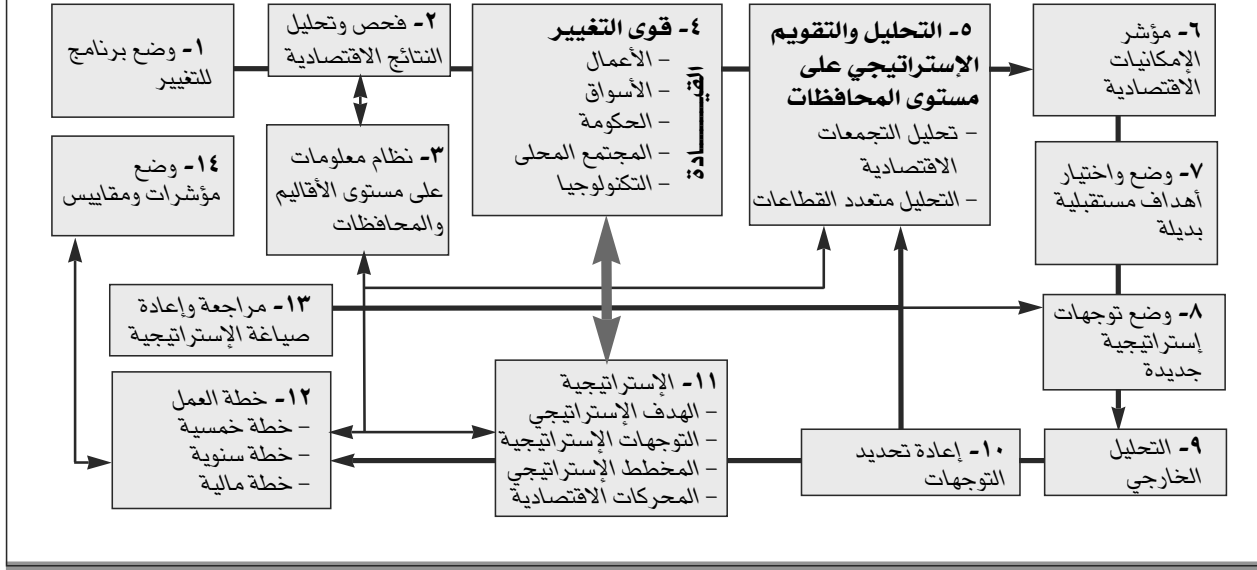 ١- وضع برنامج
للتغيير
٢- فحص وتحليل
النتائج الاقتصادية
٣- نظام معلومات
على مستوى الأقاليم
والمحافظات
٤- قوى التغيير
- الأعمال
- الأسواق
- الحكومة
- المجتمع المحلى
- التكنولوجيا
القيــــــادة
٥- التحليل والتقويم
الإستراتيجي على
مستوى المحافظات
- تحليل التجمعات
الاقتصادية
- التحليل متعدد القطاعات
٦- مؤشر
الإمكانيات
الاقتصادية
٧- وضع واختيار
أهداف مستقبلية
بديلة
٨- وضع توجهات
إستراتيجية
جديدة
٩- التحليل
الخارجي
١٠- إعادة تحديد
التوجهات
١١- الإستراتيجية
- الهدف الإستراتيجي
- التوجهات الإستراتيجية
- المخطط الإستراتيجي
- المحركات الاقتصادية
١٢- خطة العمل
- خطة خمسية
- خطة سنوية
- خطة مالية
١٣- مراجعة وإعادة
صياغة الإستراتيجية
١٤- وضع
مؤشرات ومقاييس